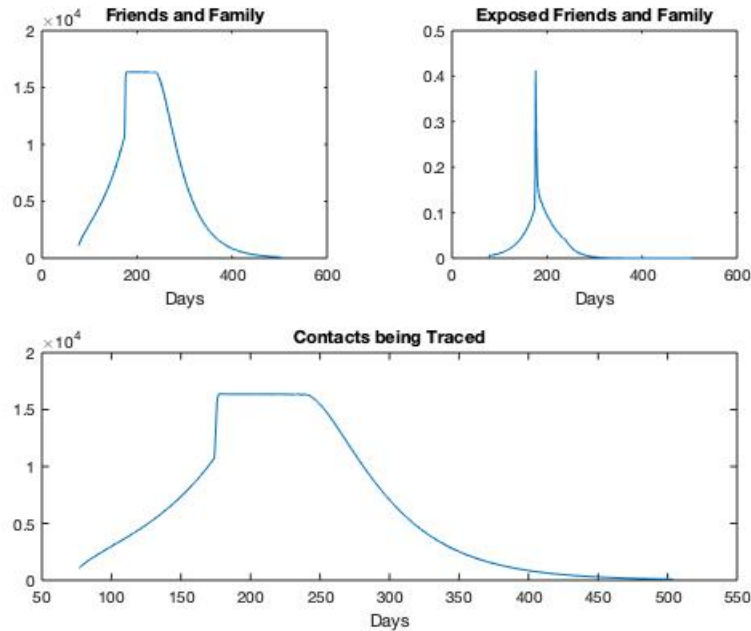 Friends and Family
×10^4
2
1.5
1
0.5
0
0 200 400 600
Days
Exposed Friends and Family
0.5
0.4
0.3
0.2
0.1
0
0 200 400 600
Days
Contacts being Traced
×10^4
2
1.5
1
0.5
0
50 100 150 200 250 300 350 400 450 500 550
Days